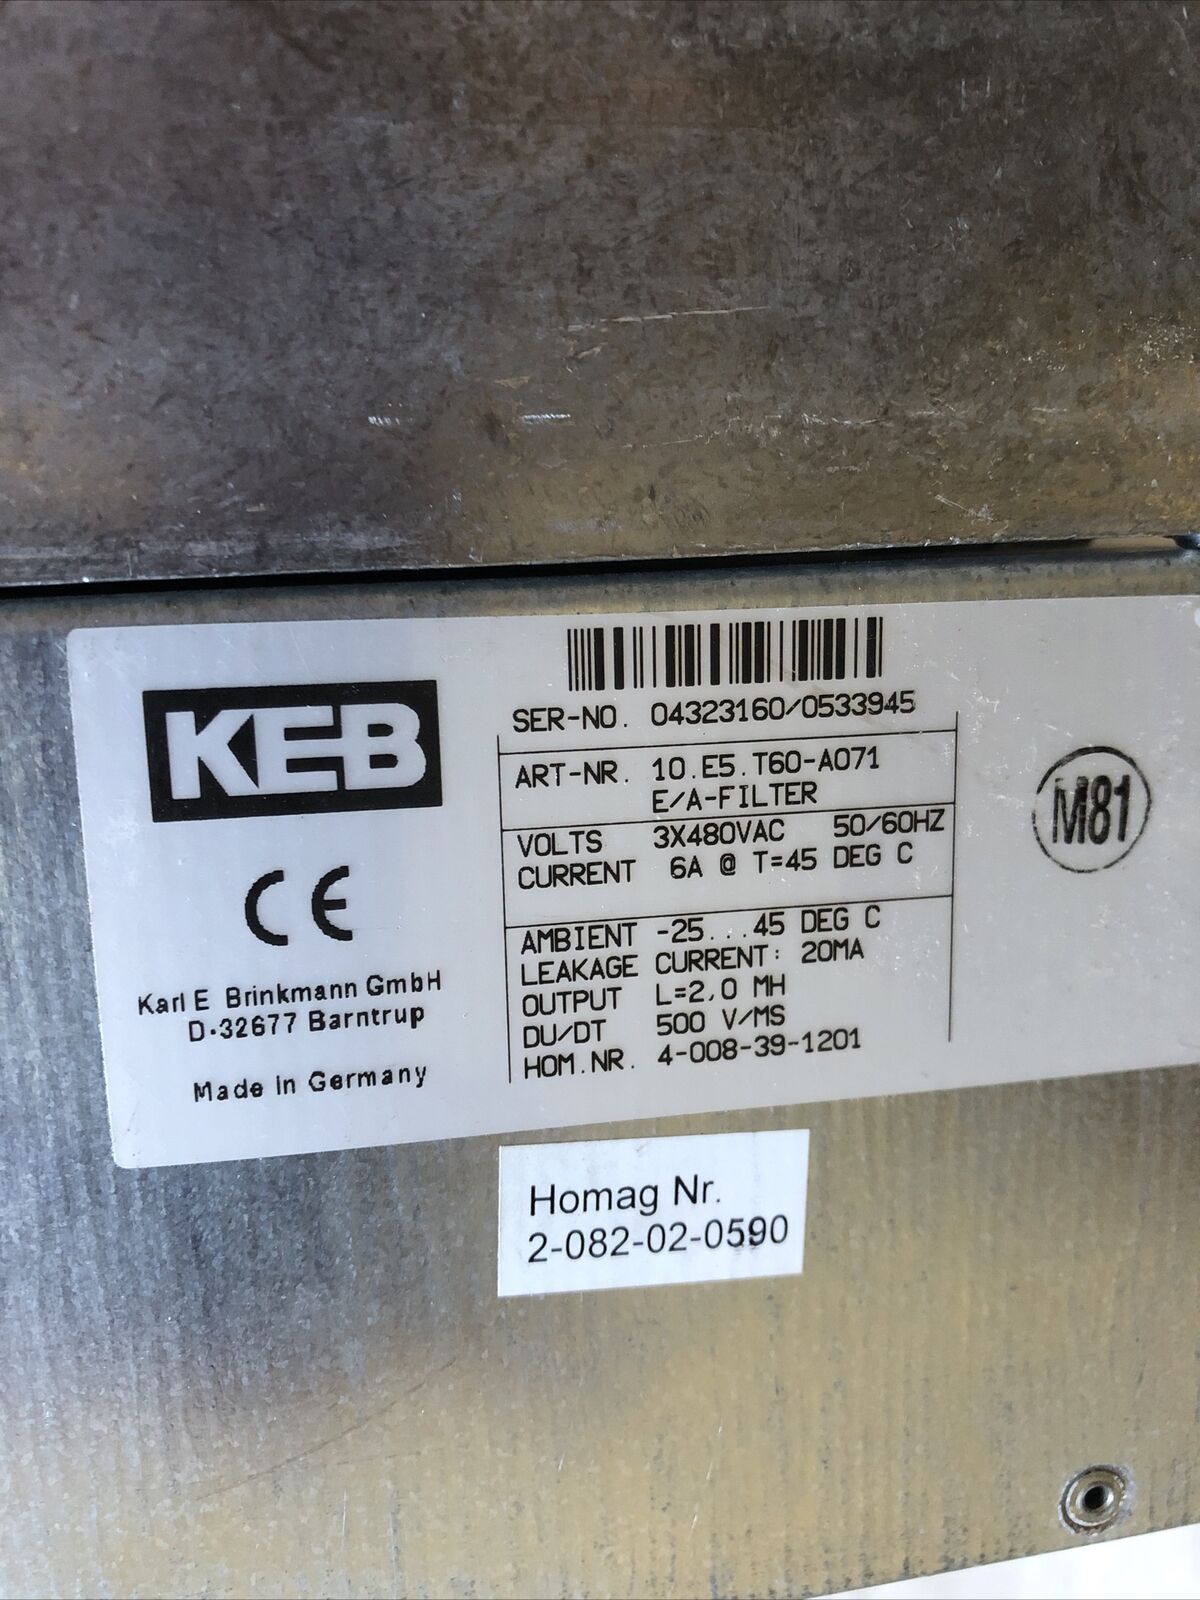 KEB
CE
Karl E Brinkmann GmbH
D-32677 Barntrup
Made in Germany
SER-NO. 04323160/0533945
ART-NR. 10.E5.T60-A071
E/A-FILTER
VOLTS 3X480VAC 50/60HZ
CURRENT 6A @ T=45 DEG C
AMBIENT -25...45 DEG C
LEAKAGE CURRENT: 20MA
OUTPUT L=2,0 MH
DU/DT 500 V/MS
HOM.NR. 4-008-39-1201
M81
Homag Nr.
2-082-02-0590